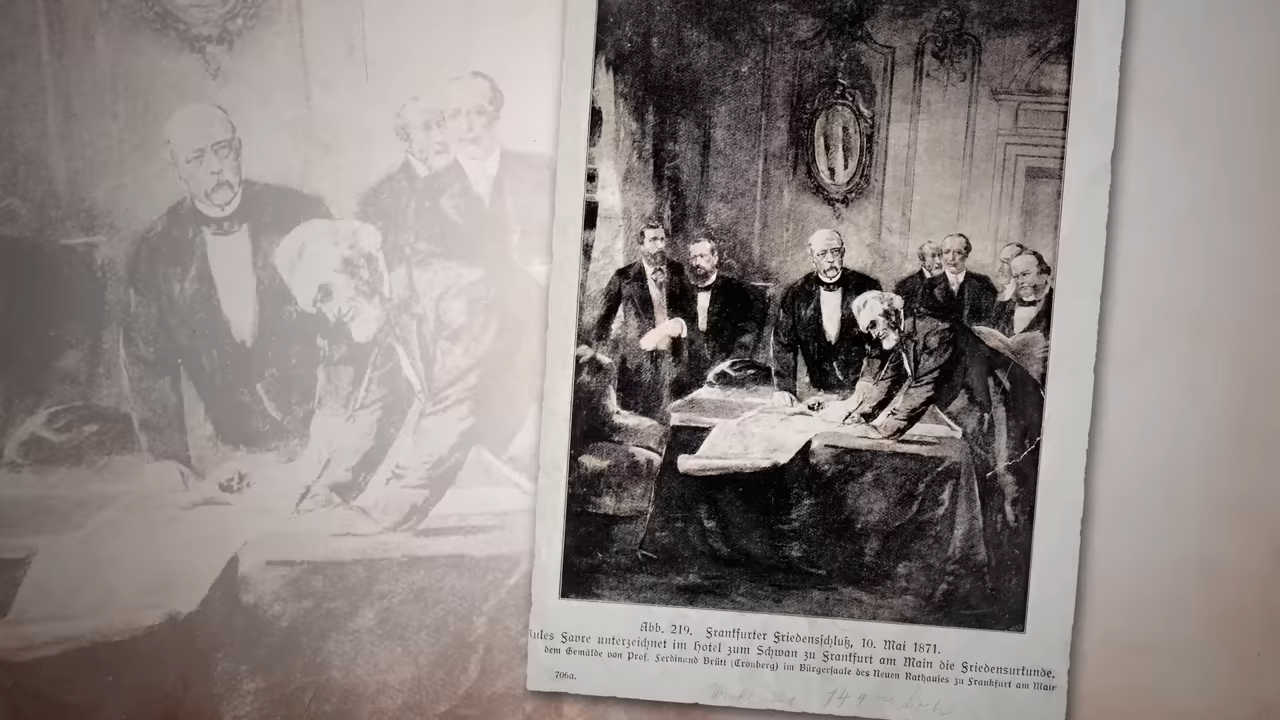 Abb. 219. Frankfurter Friedensschluß, 10. Mai 1871.
Jules Favre unterzeichnet im Hotel zum Schwan zu Frankfurt am Main die Friedensurkunde.
dem Gemälde von Prof. Ferdinand Brütt (Cronberg) im Bürgersaale des Neuen Rathauses zu Frankfurt am Main
706a.